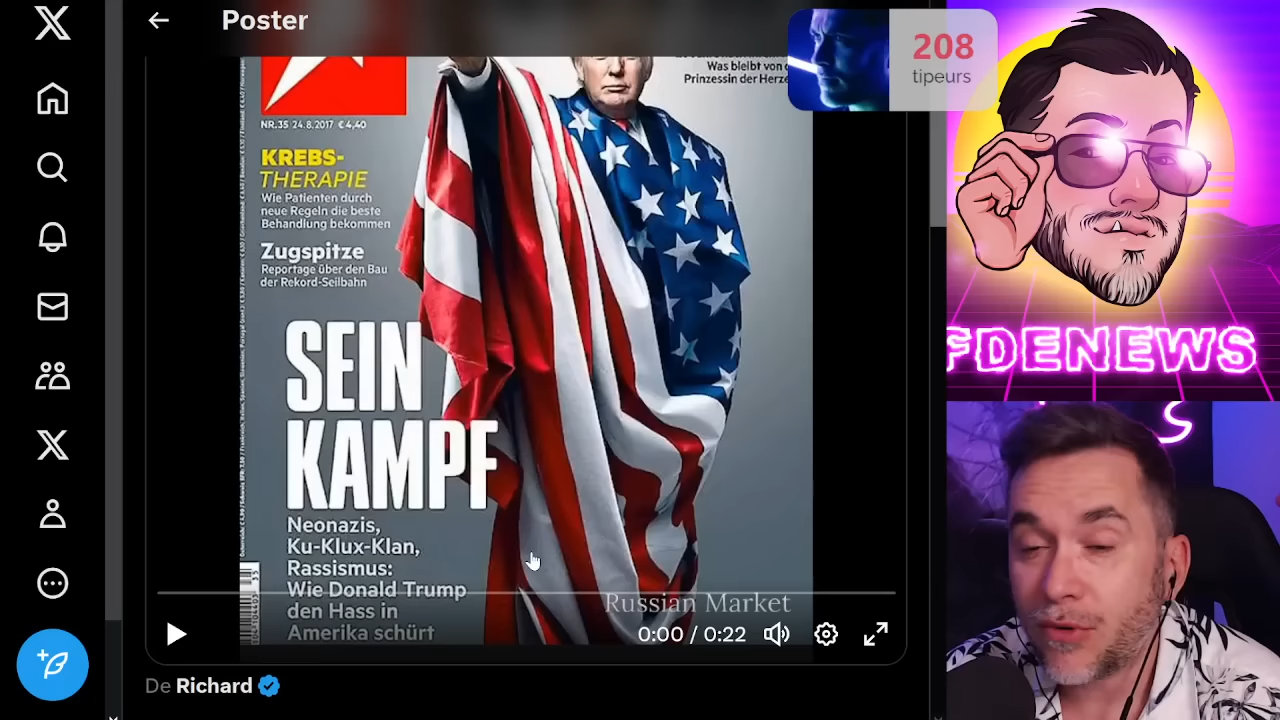 Poster
208
tipeurs
Was bleibt von
Prinzessin der Herze
NR.35 24.8.2017 €4,40
KREBS-
THERAPIE
Wie Patienten durch
neue Regeln die beste
Behandlung bekommen
Zugspitze
Reportage über den Bau
der Rekord-Seilbahn
SEIN
KAMPF
Neonazis,
Ku-Klux-Klan,
Rassismus:
Wie Donald Trump
den Hass in
Amerika schürt
Russian Market
0:00 / 0:22
De Richard
FDENEWS